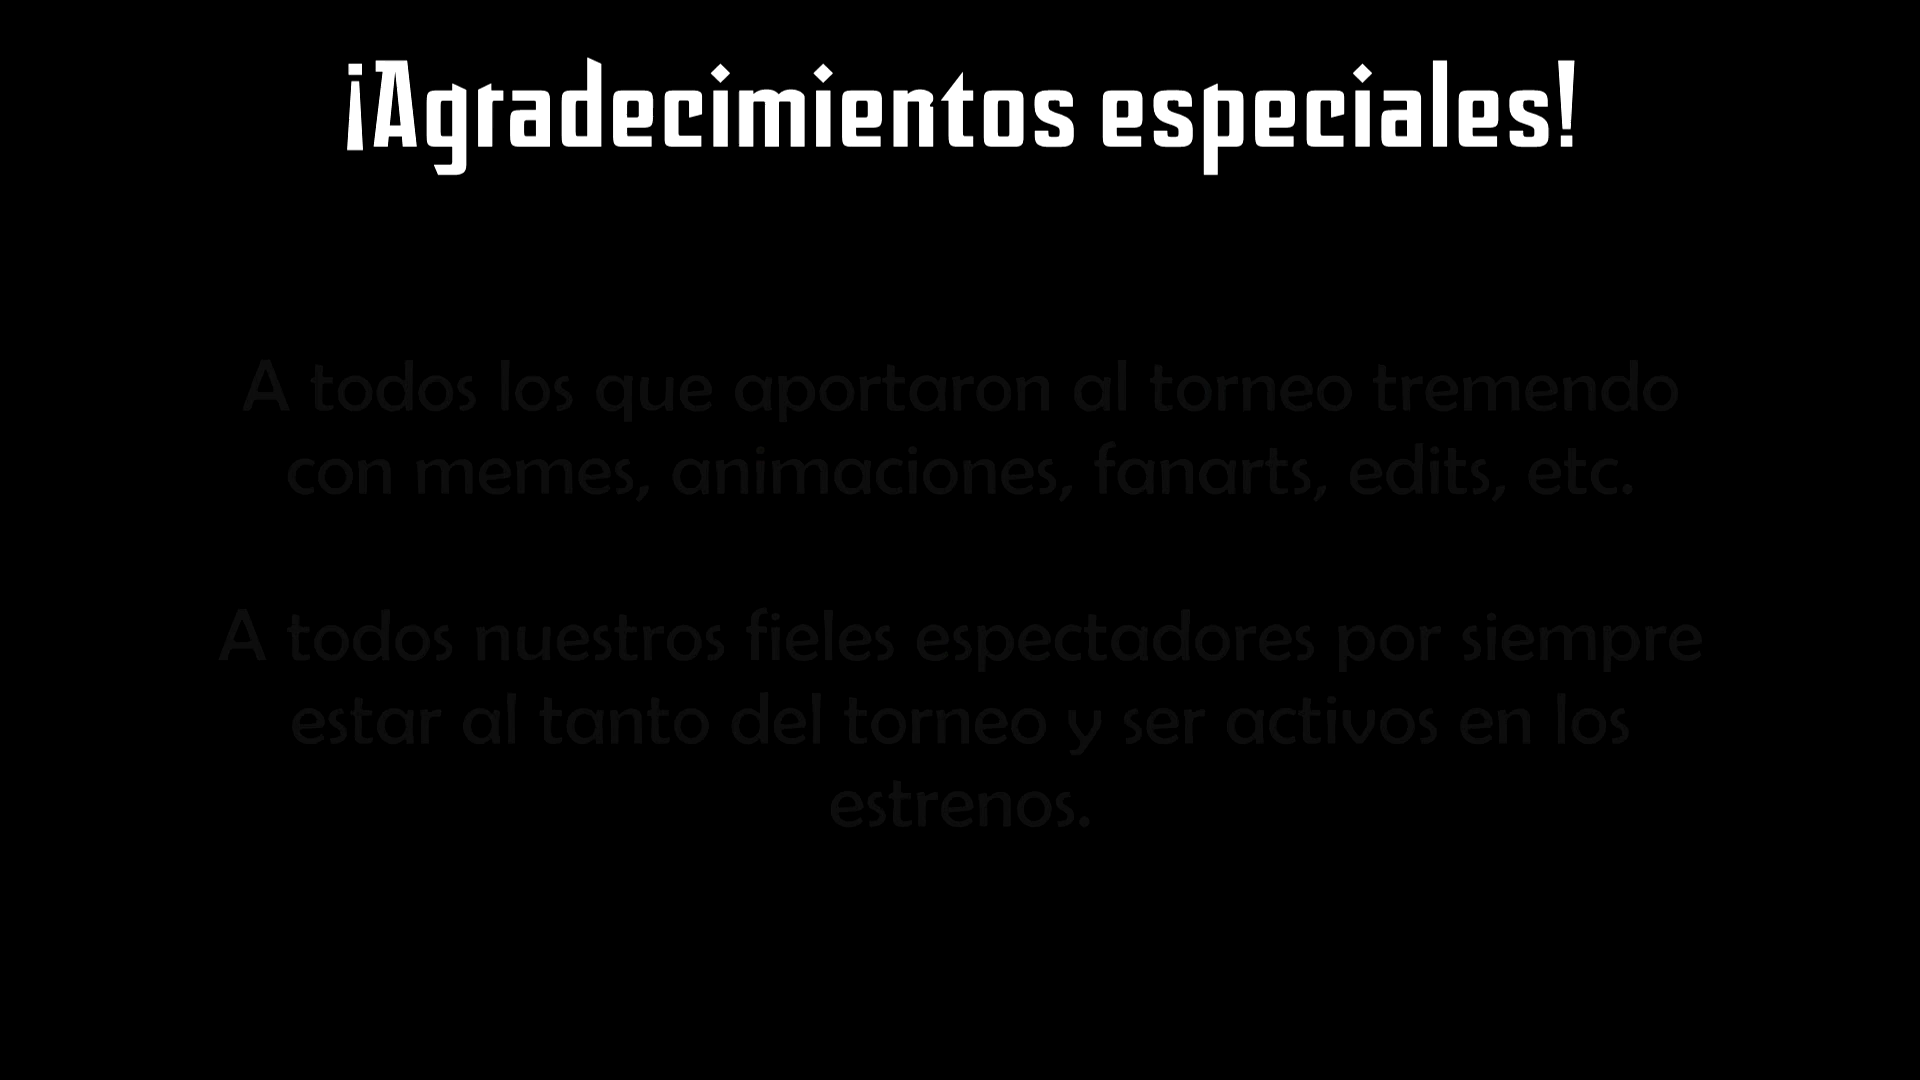 ¡Agradecimientos especiales!
A todos los que aportaron al torneo tremendo
con memes, animaciones, fanarts, edits, etc.
A todos nuestros fieles espectadores por siempre
estar al tanto del torneo y ser activos en los
estrenos.